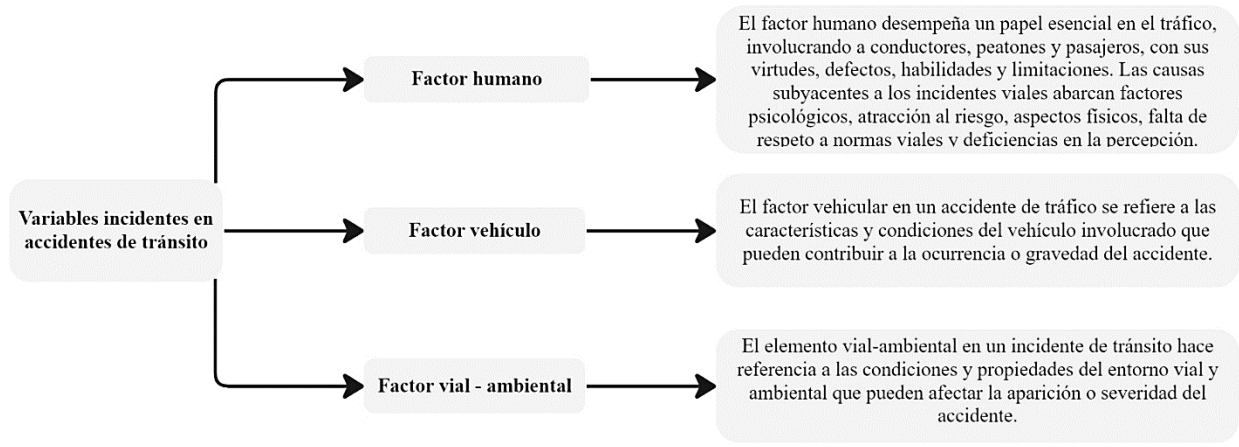 Variables incidentes en
accidentes de tránsito
Factor humano
El factor humano desempeña un papel esencial en el tráfico,
involucrando a conductores, peatones y pasajeros, con sus
virtudes, defectos, habilidades y limitaciones. Las causas
subyacentes a los incidentes viales abarcan factores
psicológicos, atracción al riesgo, aspectos físicos, falta de
respeto a normas viales y deficiencias en la percepción.
Factor vehículo
El factor vehicular en un accidente de tráfico se refiere a las
características y condiciones del vehículo involucrado que
pueden contribuir a la ocurrencia o gravedad del accidente.
Factor vial - ambiental
El elemento vial-ambiental en un incidente de tránsito hace
referencia a las condiciones y propiedades del entorno vial y
ambiental que pueden afectar la aparición o severidad del
accidente.